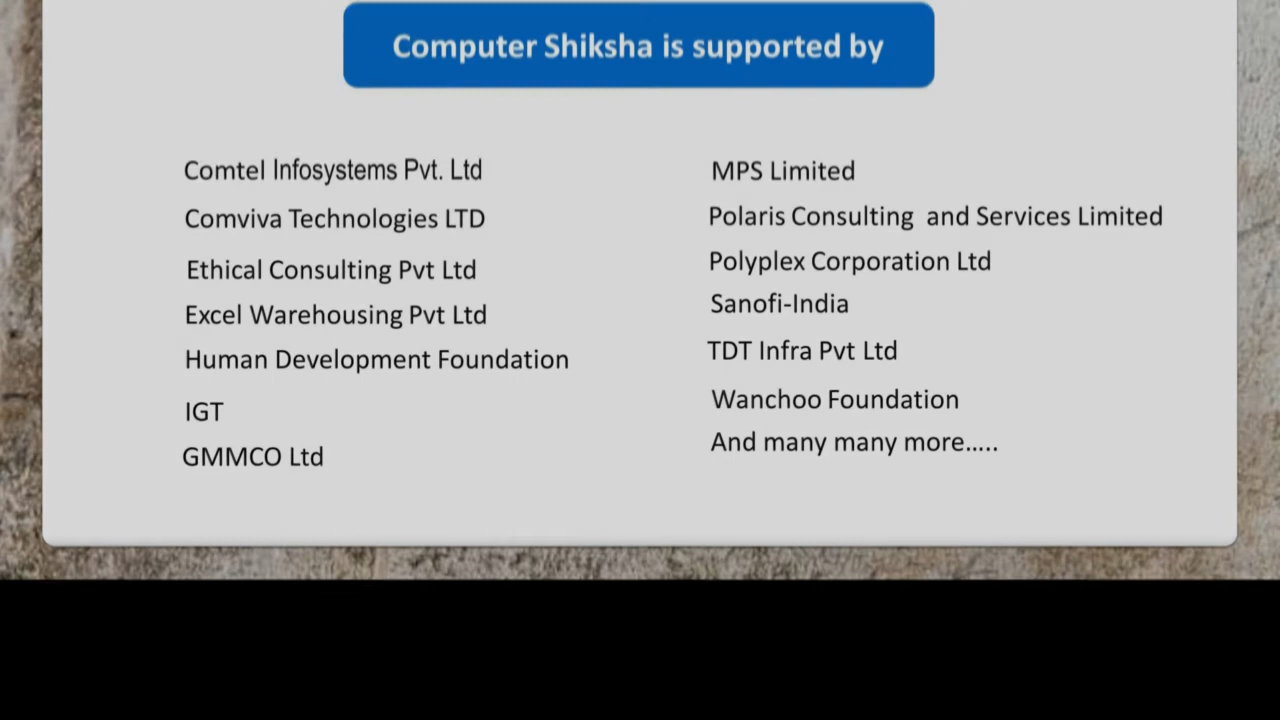 Computer Shiksha is supported by
Comtel Infosystems Pvt. Ltd
Comviva Technologies LTD
Ethical Consulting Pvt Ltd
Excel Warehousing Pvt Ltd
Human Development Foundation
IGT
GMMCO Ltd
MPS Limited
Polaris Consulting  and Services Limited
Polyplex Corporation Ltd
Sanofi-India
TDT Infra Pvt Ltd
Wanchoo Foundation
And many many more.....